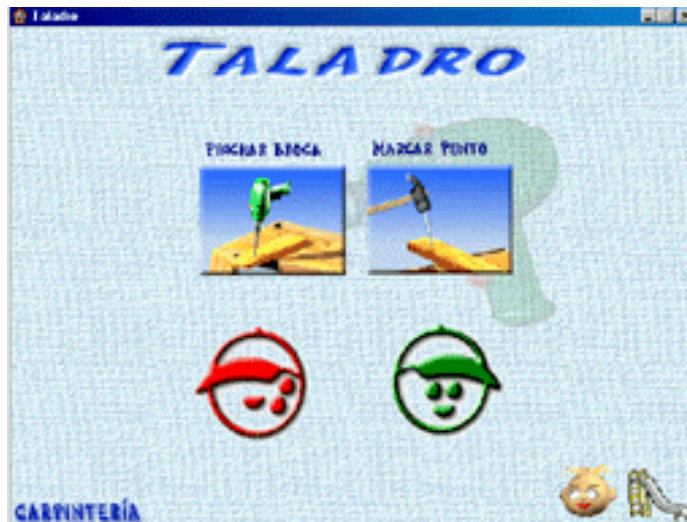 Taladro
TALADRO
PINCHAR BROCA
MARCAR PUNTO
CARPINTERÍA